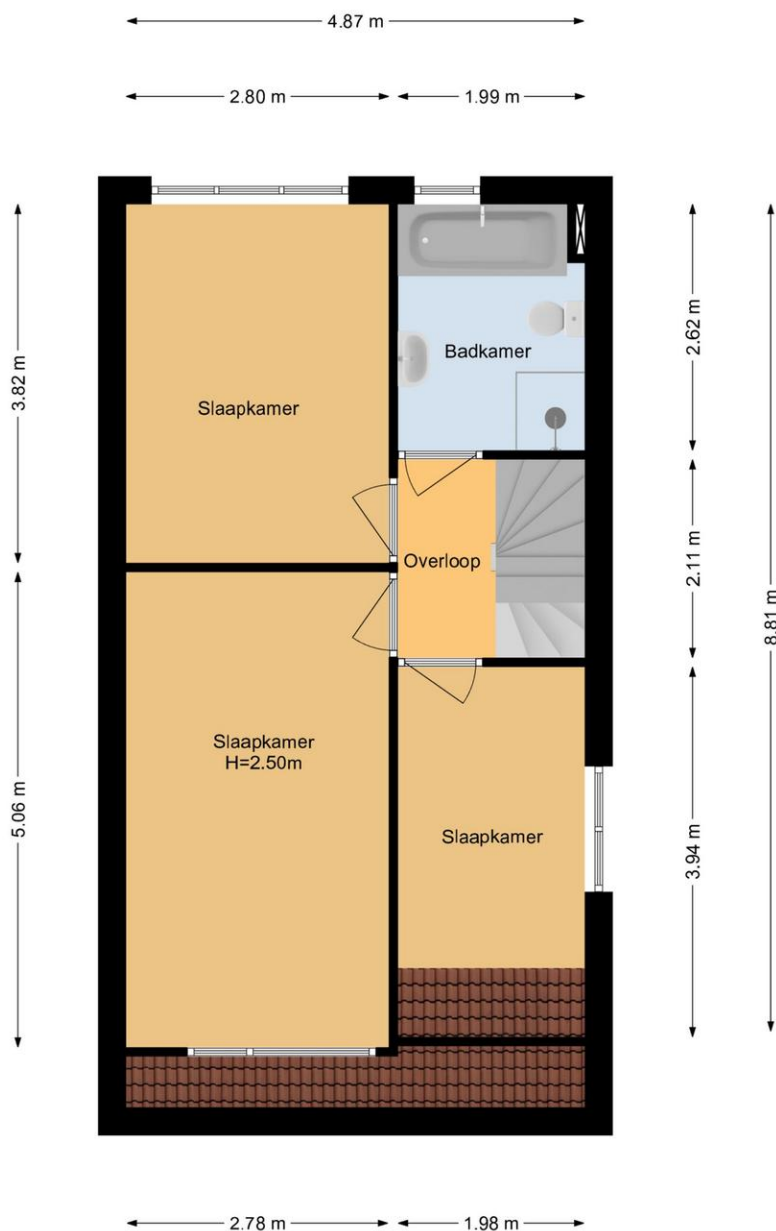 4.87 m
2.80 m
1.99 m
3.82 m
2.62 m
Badkamer
Slaapkamer
Overloop
2.11 m
8.81 m
Slaapkamer
H=2.50m
5.06 m
Slaapkamer
3.94 m
2.78 m
1.98 m